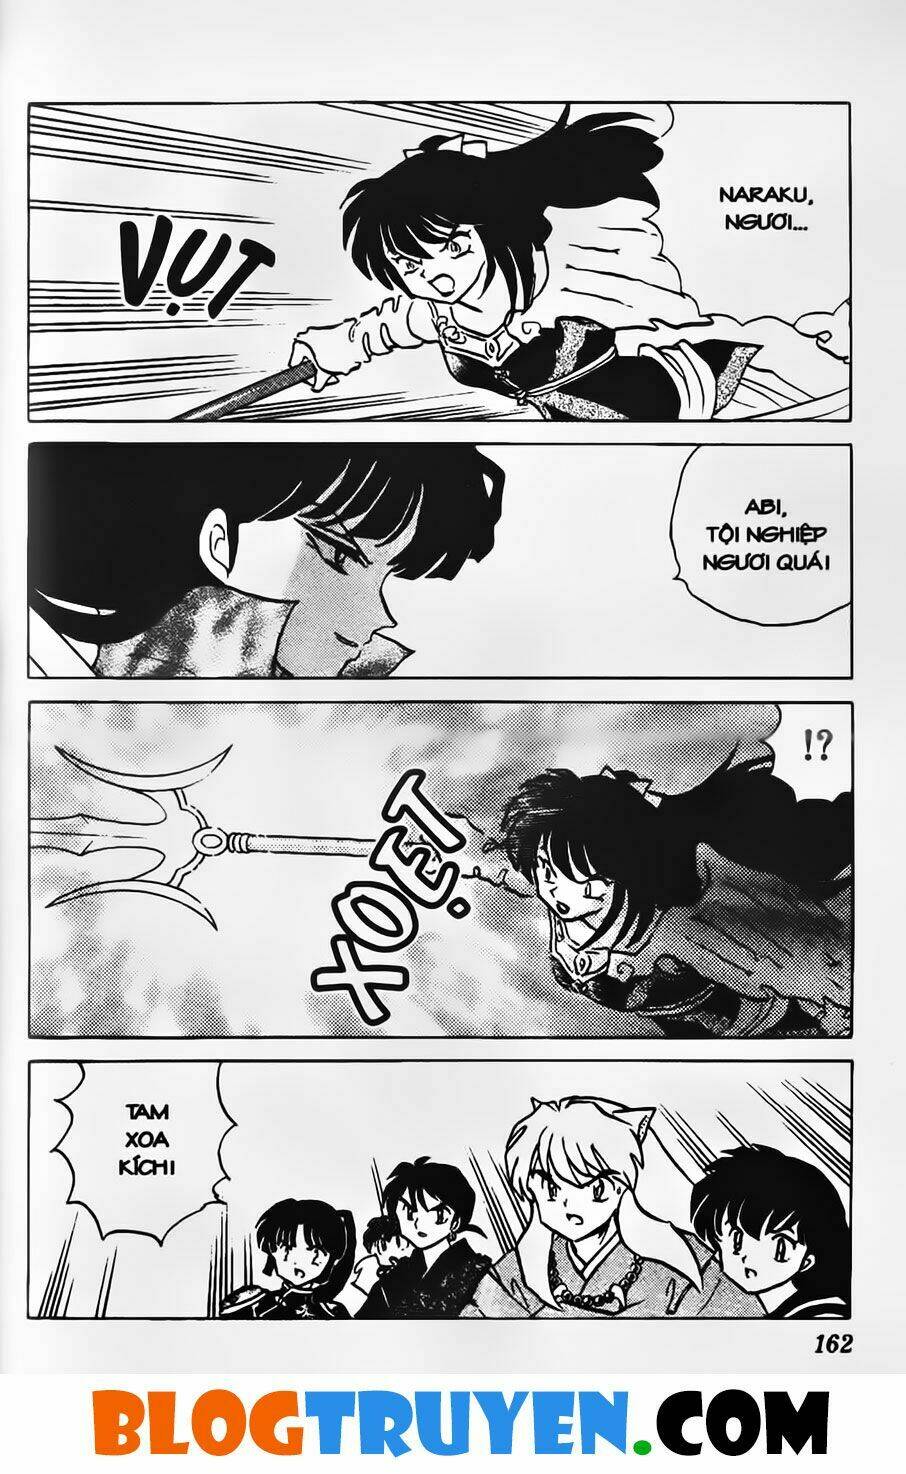 NARAKU,
NGƯƠI...
VỤT
ABI,
TỘI NGHIỆP
NGƯƠI QUÁ!
!?
XOẸT
TAM
XOA
KÍCH!
162
BLOGTRUYEN.COM